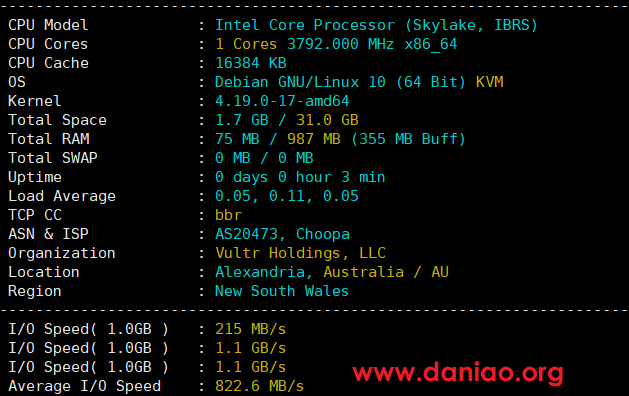 CPU Model : Intel Core Processor (Skylake, IBRS)
CPU Cores : 1 Cores 3792.000 MHz x86_64
CPU Cache : 16384 KB
OS : Debian GNU/Linux 10 (64 Bit) KVM
Kernel : 4.19.0-17-amd64
Total Space : 1.7 GB / 31.0 GB
Total RAM : 75 MB / 987 MB (355 MB Buff)
Total SWAP : 0 MB / 0 MB
Uptime : 0 days 0 hour 3 min
Load Average : 0.05, 0.11, 0.05
TCP CC : bbr
ASN & ISP : AS20473, Choopa
Organization : Vultr Holdings, LLC
Location : Alexandria, Australia / AU
Region : New South Wales
I/O Speed( 1.0GB ) : 215 MB/s
I/O Speed( 1.0GB ) : 1.1 GB/s
I/O Speed( 1.0GB ) : 1.1 GB/s
Average I/O Speed : 822.6 MB/s
www.daniao.org